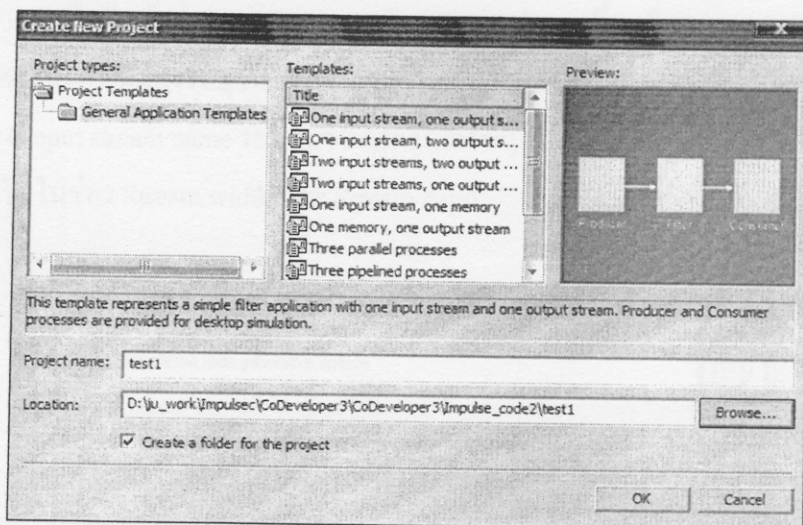 Create New Project
Project types:
Project Templates
General Application Templates
Templates:
Title
One input stream, one output s...
One input stream, two output s...
Two input streams, two output ...
Two input streams, one output ...
One input stream, one memory
One memory, one output stream
Three parallel processes
Three pipelined processes
Preview:
Producer
Filter
Consumer
This template represents a simple filter application with one input stream and one output stream. Producer and Consumer
processes are provided for desktop simulation.
Project name:
test1
Location:
D:\ju_work\Impulsec\CoDeveloper3\CoDeveloper3\Impulse_code2\test1
Browse...
Create a folder for the project
OK
Cancel